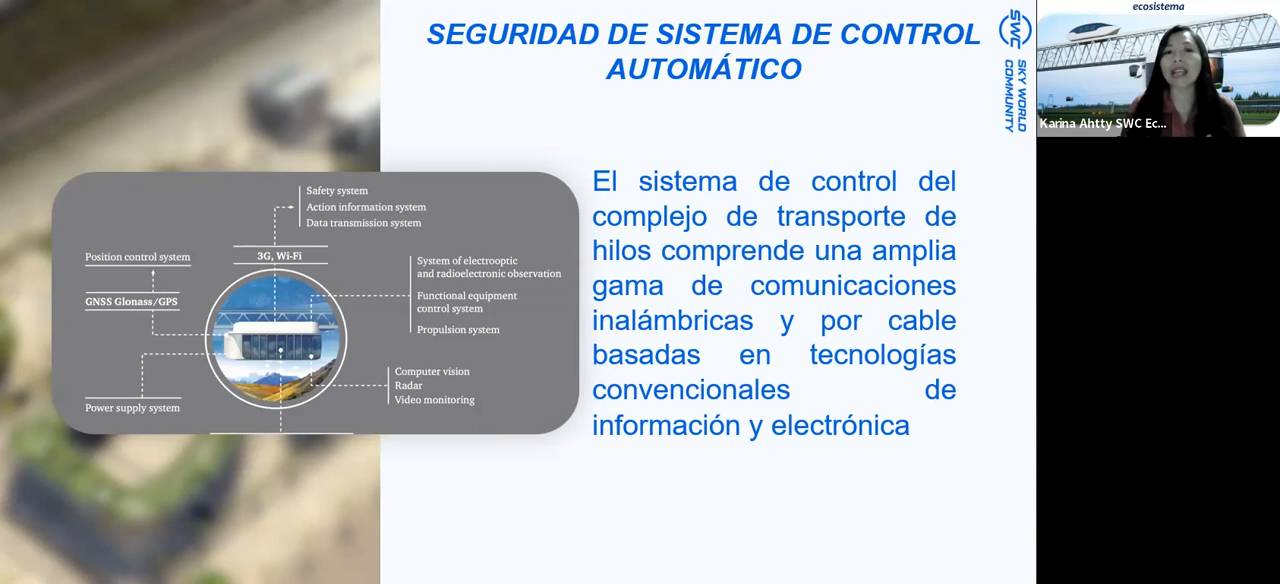 SEGURIDAD DE SISTEMA DE CONTROL
AUTOMÁTICO
SWC
SKY WORLD
COMMUNITY
ecosistema
Karina Ahtty SWC Ec...
Safety system
Action information system
Data transmission system
3G, Wi-Fi
Position control system
GNSS Glonass/GPS
Power supply system
System of electrooptic
and radioelectronic observation
Functional equipment
control system
Propulsion system
Computer vision
Radar
Video monitoring
El sistema de control del
complejo de transporte de
hilos comprende una amplia
gama de comunicaciones
inalámbricas y por cable
basadas en tecnologías
convencionales de
información y electrónica